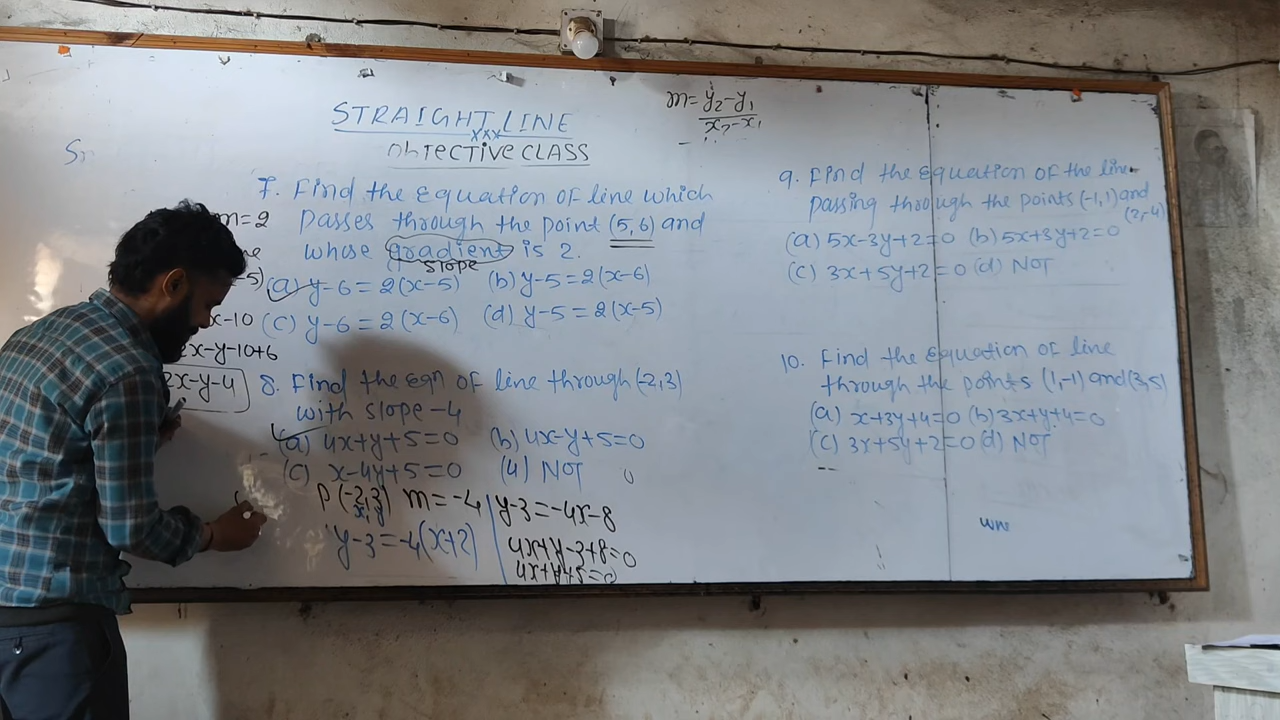 STRAIGHT LINE
xxx
OBJECTIVE CLASS
m = y₂-y₁
x₂-x₁
7. Find the Equation of line which
passes through the point (5,6) and
whose gradient is 2.
slope
(a) y-6=2(x-5) (b) y-5=2(x-6)
(c) y-6=2(x-6) (d) y-5=2(x-5)
m=2
x-10
2x-y-10+6
2x-y-4
8. Find the eqn of line through (-2,3)
with slope -4
(a) 4x+y+5=0 (b) 4x-y+5=0
(c) x-4y+5=0 (d) NOT
P(-2,3) m=-4
x, y
y-3=-4(x+2)
y-3=-4x-8
4x+y-3+8=0
4x+y+5=0
9. Find the Equation of the line
passing through the points (-1,1) and
(2,-4)
(a) 5x-3y+2=0 (b) 5x+3y+2=0
(c) 3x+5y+2=0 (d) NOT
10. Find the Equation of line
through the points (1,-1) and (3,5)
(a) x+3y+4=0 (b) 3x+y+4=0
(c) 3x+5y+2=0 (d) NOT